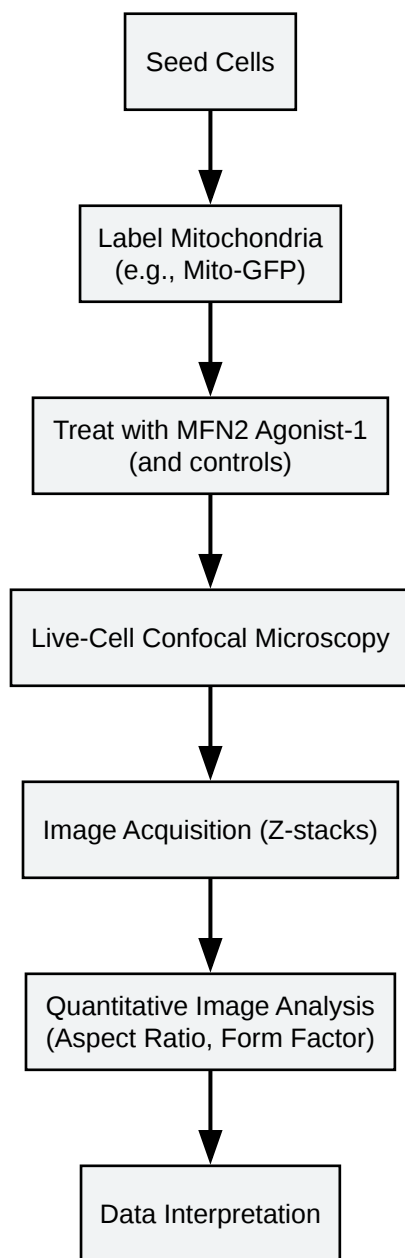 Seed Cells
Label Mitochondria
(e.g., Mito-GFP)
Treat with MFN2 Agonist-1
(and controls)
Live-Cell Confocal Microscopy
Image Acquisition (Z-stacks)
Quantitative Image Analysis
(Aspect Ratio, Form Factor)
Data Interpretation